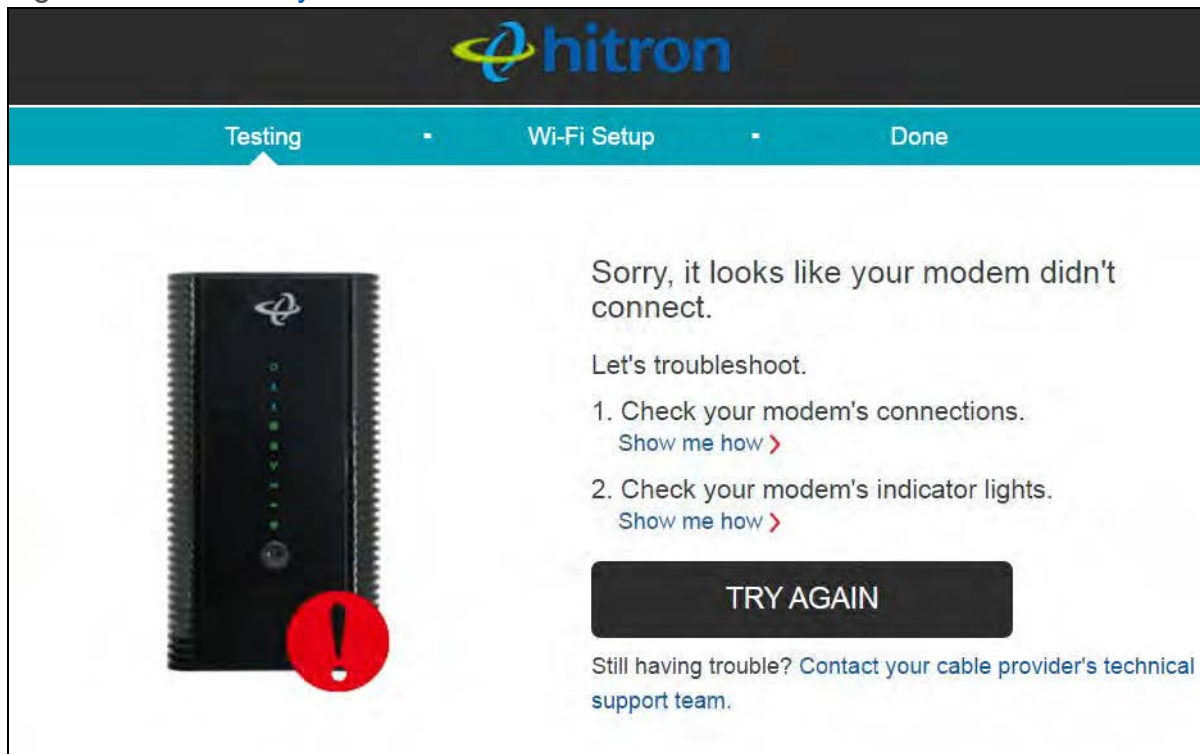 hitron
Testing - Wi-Fi Setup - Done
Sorry, it looks like your modem didn't
connect.
Let's troubleshoot.
1. Check your modem's connections.
Show me how >
2. Check your modem's indicator lights.
Show me how >
TRY AGAIN
Still having trouble? Contact your cable provider's technical
support team.